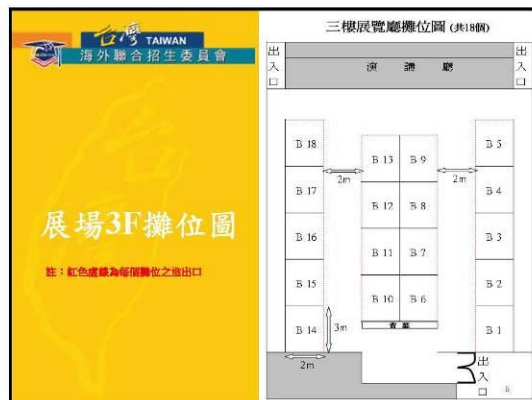 台灣 TAIWAN
海外聯合招生委員會
展場3F攤位圖
註：紅色虛線為每個攤位之進出口
三樓展覽廳攤位圖 (共18個)
出入口
演講廳
出入口
B 18
B 17
B 16
B 15
B 14
B 13
B 9
B 12
B 8
B 11
B 7
B 10
B 6
B 5
B 4
B 3
B 2
B 1
2m
2m
3m
2m
出入口
8